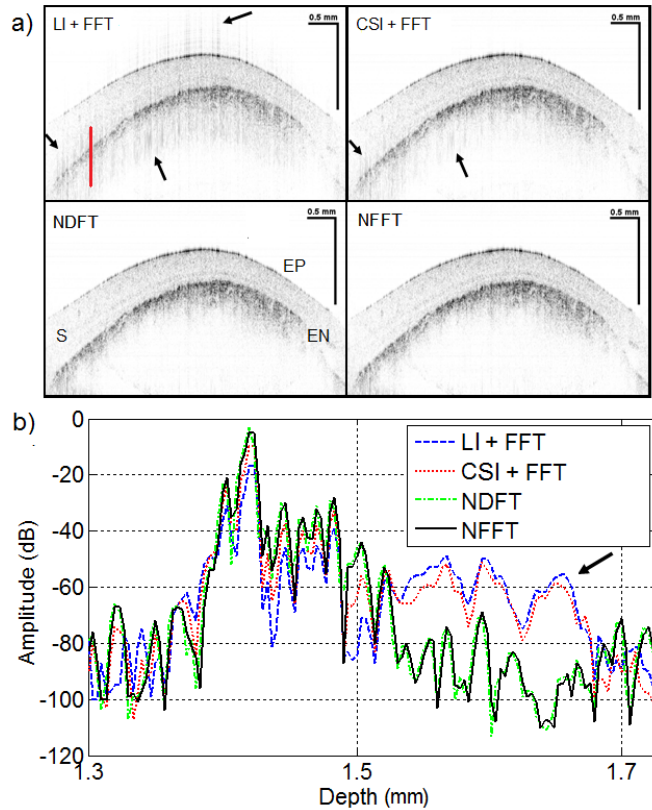 a)
LI + FFT
0.5 mm
CSI + FFT
0.5 mm
NDFT
0.5 mm
EP
S
EN
NFFT
0.5 mm
b)
0
-20
-40
-60
-80
-100
-120
Amplitude (dB)
LI + FFT
CSI + FFT
NDFT
NFFT
1.3
1.5
1.7
Depth (mm)